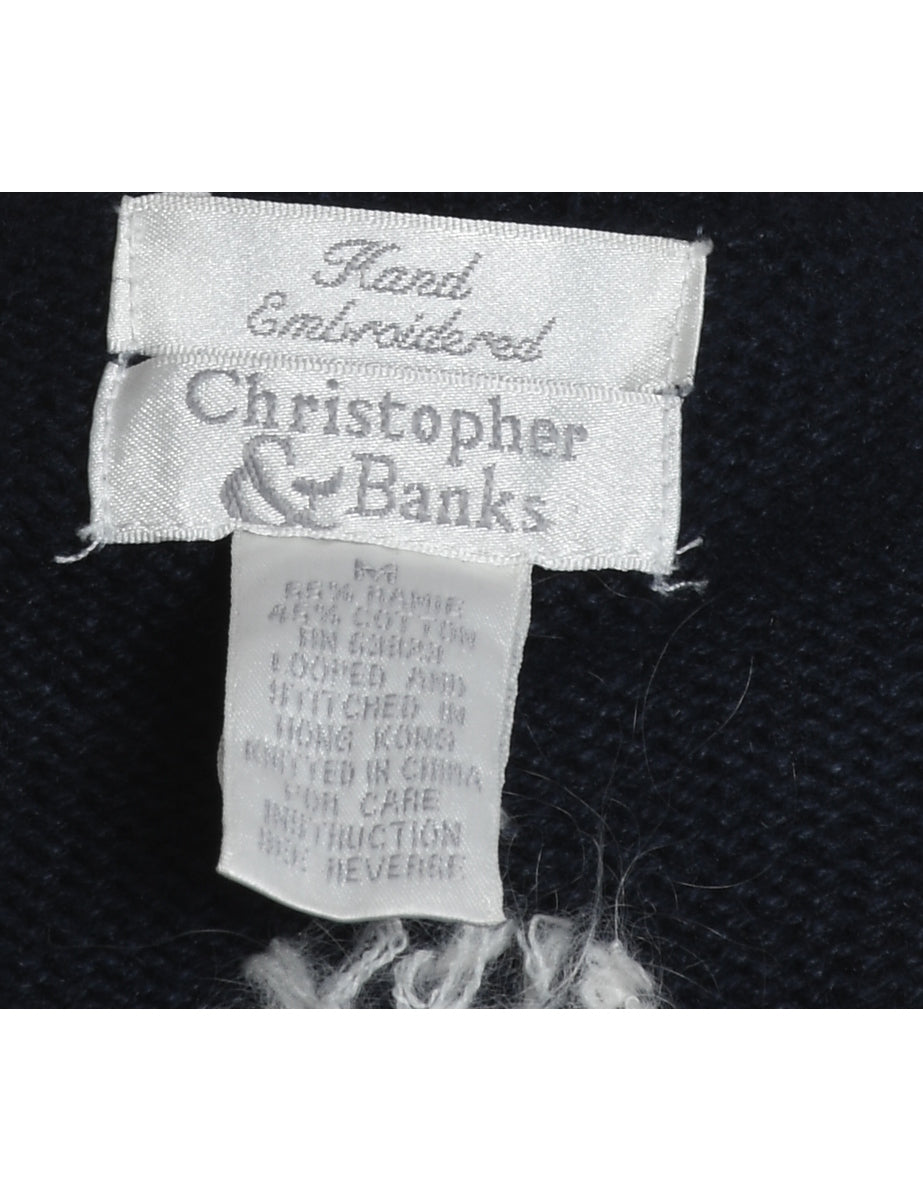 Hand
Embroidered
Christopher
& Banks
M
55% RAMIE
45% COTTON
RN
LOOPED AND
STITCHED IN
HONG KONG
KNITTED IN CHINA
FOR CARE
INSTRUCTION
SEE REVERSE